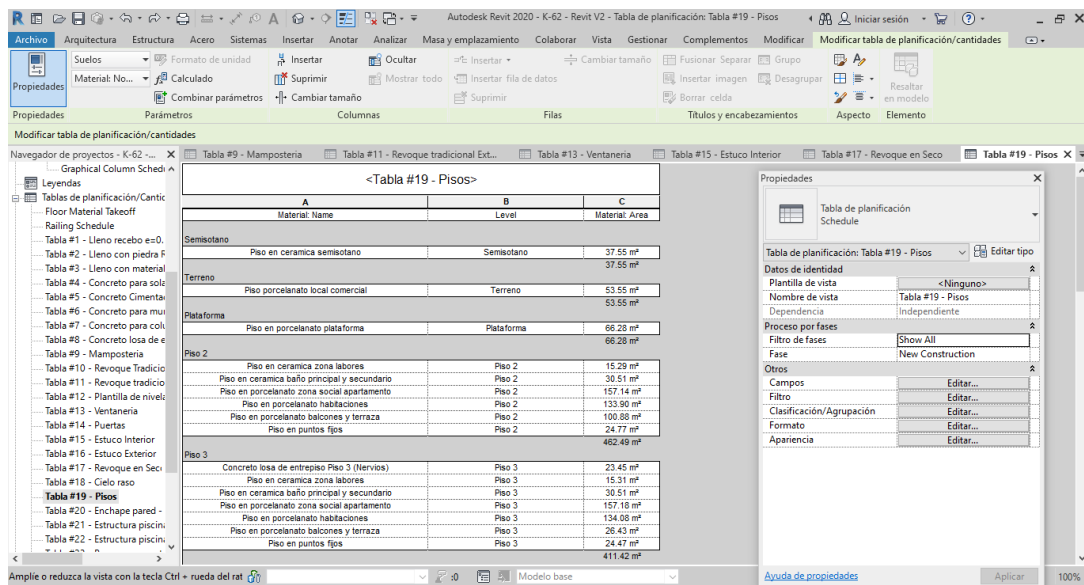 Autodesk Revit 2020 - K-62 - Revit V2 - Tabla de planificación: Tabla #19 - Pisos
Iniciar sesión
Archivo Arquitectura Estructura Acero Sistemas Insertar Anotar Analizar Masa y emplazamiento Colaborar Vista Gestionar Complementos Modificar Modificar tabla de planificación/cantidades
Propiedades
Suelos
Material: No...
Formato de unidad
Calculado
Combinar parámetros
Insertar
Suprimir
Cambiar tamaño
Ocultar
Mostrar todo
Insertar
Insertar fila de datos
Suprimir
Cambiar tamaño
Fusionar Separar
Insertar imagen
Borrar celda
Grupo
Desagrupar
Resaltar
en modelo
Propiedades Parámetros Columnas Filas Títulos y encabezamientos Aspecto Elemento
Modificar tabla de planificación/cantidades
Navegador de proyectos - K-62 -...
Tabla #9 - Mamposteria
Tabla #11 - Revoque tradicional Ext...
Tabla #13 - Ventaneria
Tabla #15 - Estuco Interior
Tabla #17 - Revoque en Seco
Tabla #19 - Pisos
Graphical Column Schedu
Leyendas
Tablas de planificación/Cantic
Floor Material Takeoff
Railing Schedule
Tabla #1 - Lleno recebo e=0.
Tabla #2 - Lleno con piedra R
Tabla #3 - Lleno con material
Tabla #4 - Concreto para sola
Tabla #5 - Concreto Cimenta
Tabla #6 - Concreto para mu
Tabla #7 - Concreto para colu
Tabla #8 - Concreto losa de e
Tabla #9 - Mamposteria
Tabla #10 - Revoque Tradicio
Tabla #11 - Revoque tradicio
Tabla #12 - Plantilla de nivela
Tabla #13 - Ventaneria
Tabla #14 - Puertas
Tabla #15 - Estuco Interior
Tabla #16 - Estuco Exterior
Tabla #17 - Revoque en Seco
Tabla #18 - Cielo raso
Tabla #19 - Pisos
Tabla #20 - Enchape pared -
Tabla #21 - Estructura piscina
Tabla #22 - Estructura piscina
<Tabla #19 - Pisos>
A B C
Material: Name Level Material: Area
Semisotano
Piso en ceramica semisotano Semisotano 37.55 m²
37.55 m²
Terreno
Piso porcelanato local comercial Terreno 53.55 m²
53.55 m²
Plataforma
Piso en porcelanato plataforma Plataforma 66.28 m²
66.28 m²
Piso 2
Piso en ceramica zona labores Piso 2 15.29 m²
Piso en ceramica baño principal y secundario Piso 2 30.51 m²
Piso en porcelanato zona social apartamento Piso 2 157.14 m²
Piso en porcelanato habitaciones Piso 2 133.90 m²
Piso en porcelanato balcones y terraza Piso 2 100.88 m²
Piso en puntos fijos Piso 2 24.77 m²
462.49 m²
Piso 3
Concreto losa de entrepiso Piso 3 (Nervios) Piso 3 23.45 m²
Piso en ceramica zona labores Piso 3 15.31 m²
Piso en ceramica baño principal y secundario Piso 3 30.51 m²
Piso en porcelanato zona social apartamento Piso 3 157.18 m²
Piso en porcelanato habitaciones Piso 3 134.08 m²
Piso en porcelanato balcones y terraza Piso 3 26.43 m²
Piso en puntos fijos Piso 3 24.47 m²
411.42 m²
Propiedades
Tabla de planificación
Schedule
Tabla de planificación: Tabla #19 - Pisos Editar tipo
Datos de identidad
Plantilla de vista <Ninguno>
Nombre de vista Tabla #19 - Pisos
Dependencia Independiente
Proceso por fases
Filtro de fases Show All
Fase New Construction
Otros
Campos Editar...
Filtro Editar...
Clasificación/Agrupación Editar...
Formato Editar...
Apariencia Editar...
Ayuda de propiedades Aplicar
Amplíe o reduzca la vista con la tecla Ctrl + rueda del rat :0 Modelo base 100%